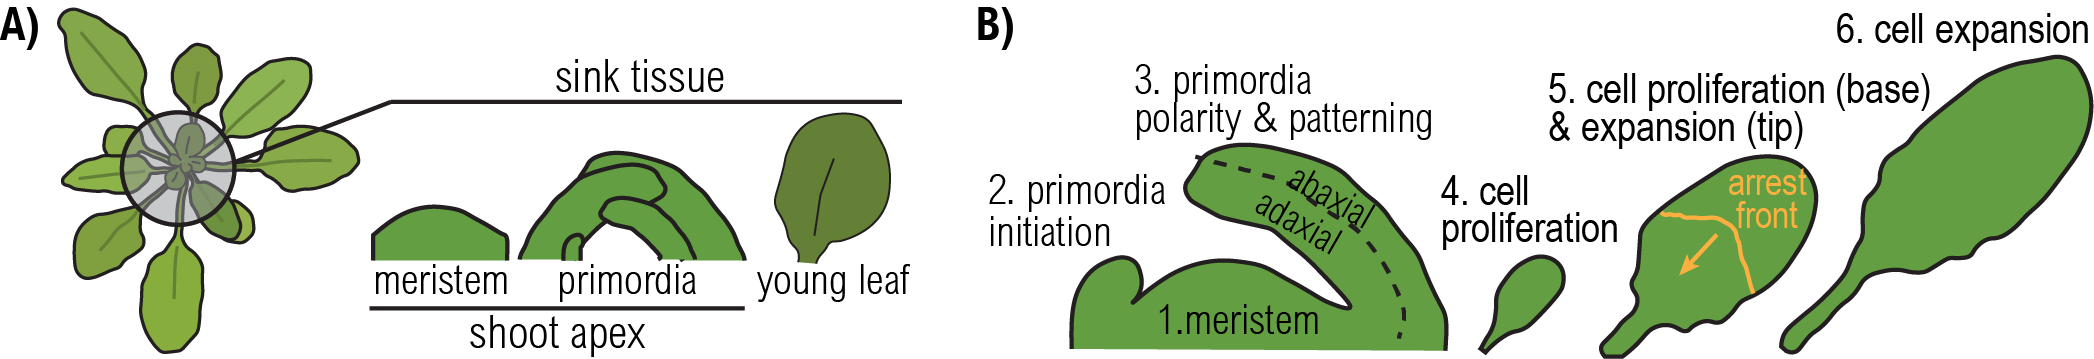 A)
sink tissue
meristem
primordia
young leaf
shoot apex
B)
1.meristem
2. primordia
initiation
3. primordia
polarity & patterning
abaxial
adaxial
4. cell
proliferation
5. cell proliferation (base)
& expansion (tip)
arrest
front
6. cell expansion